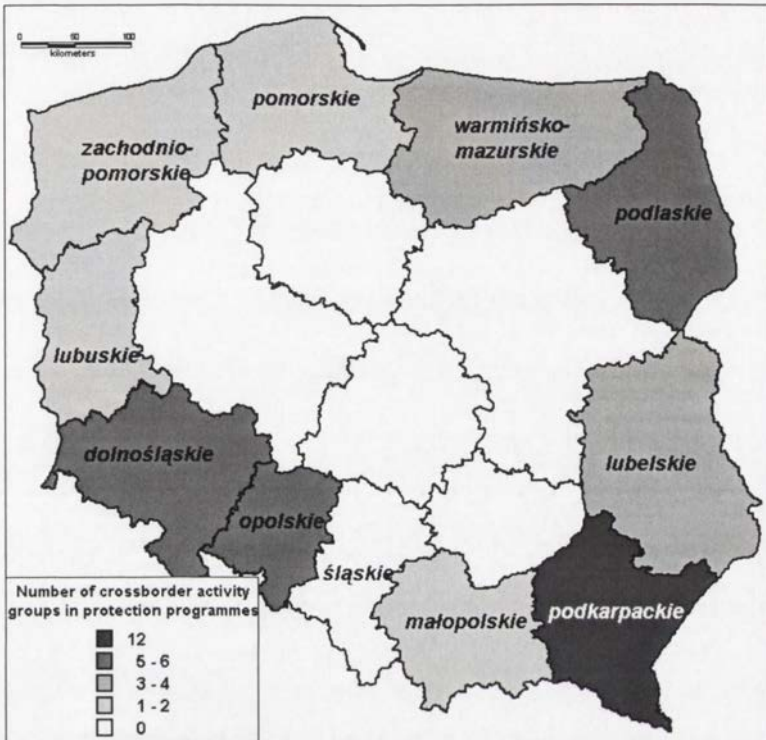 0 50 100
kilometers
pomorskie
zachodnio-
pomorskie
warmińsko-
mazurskie
podlaskie
lubuskie
dolnośląskie
lubelskie
opolskie
śląskie
małopolskie
podkarpackie
Number of crossborder activity
groups in protection programmes
12
5 - 6
3 - 4
1 - 2
0